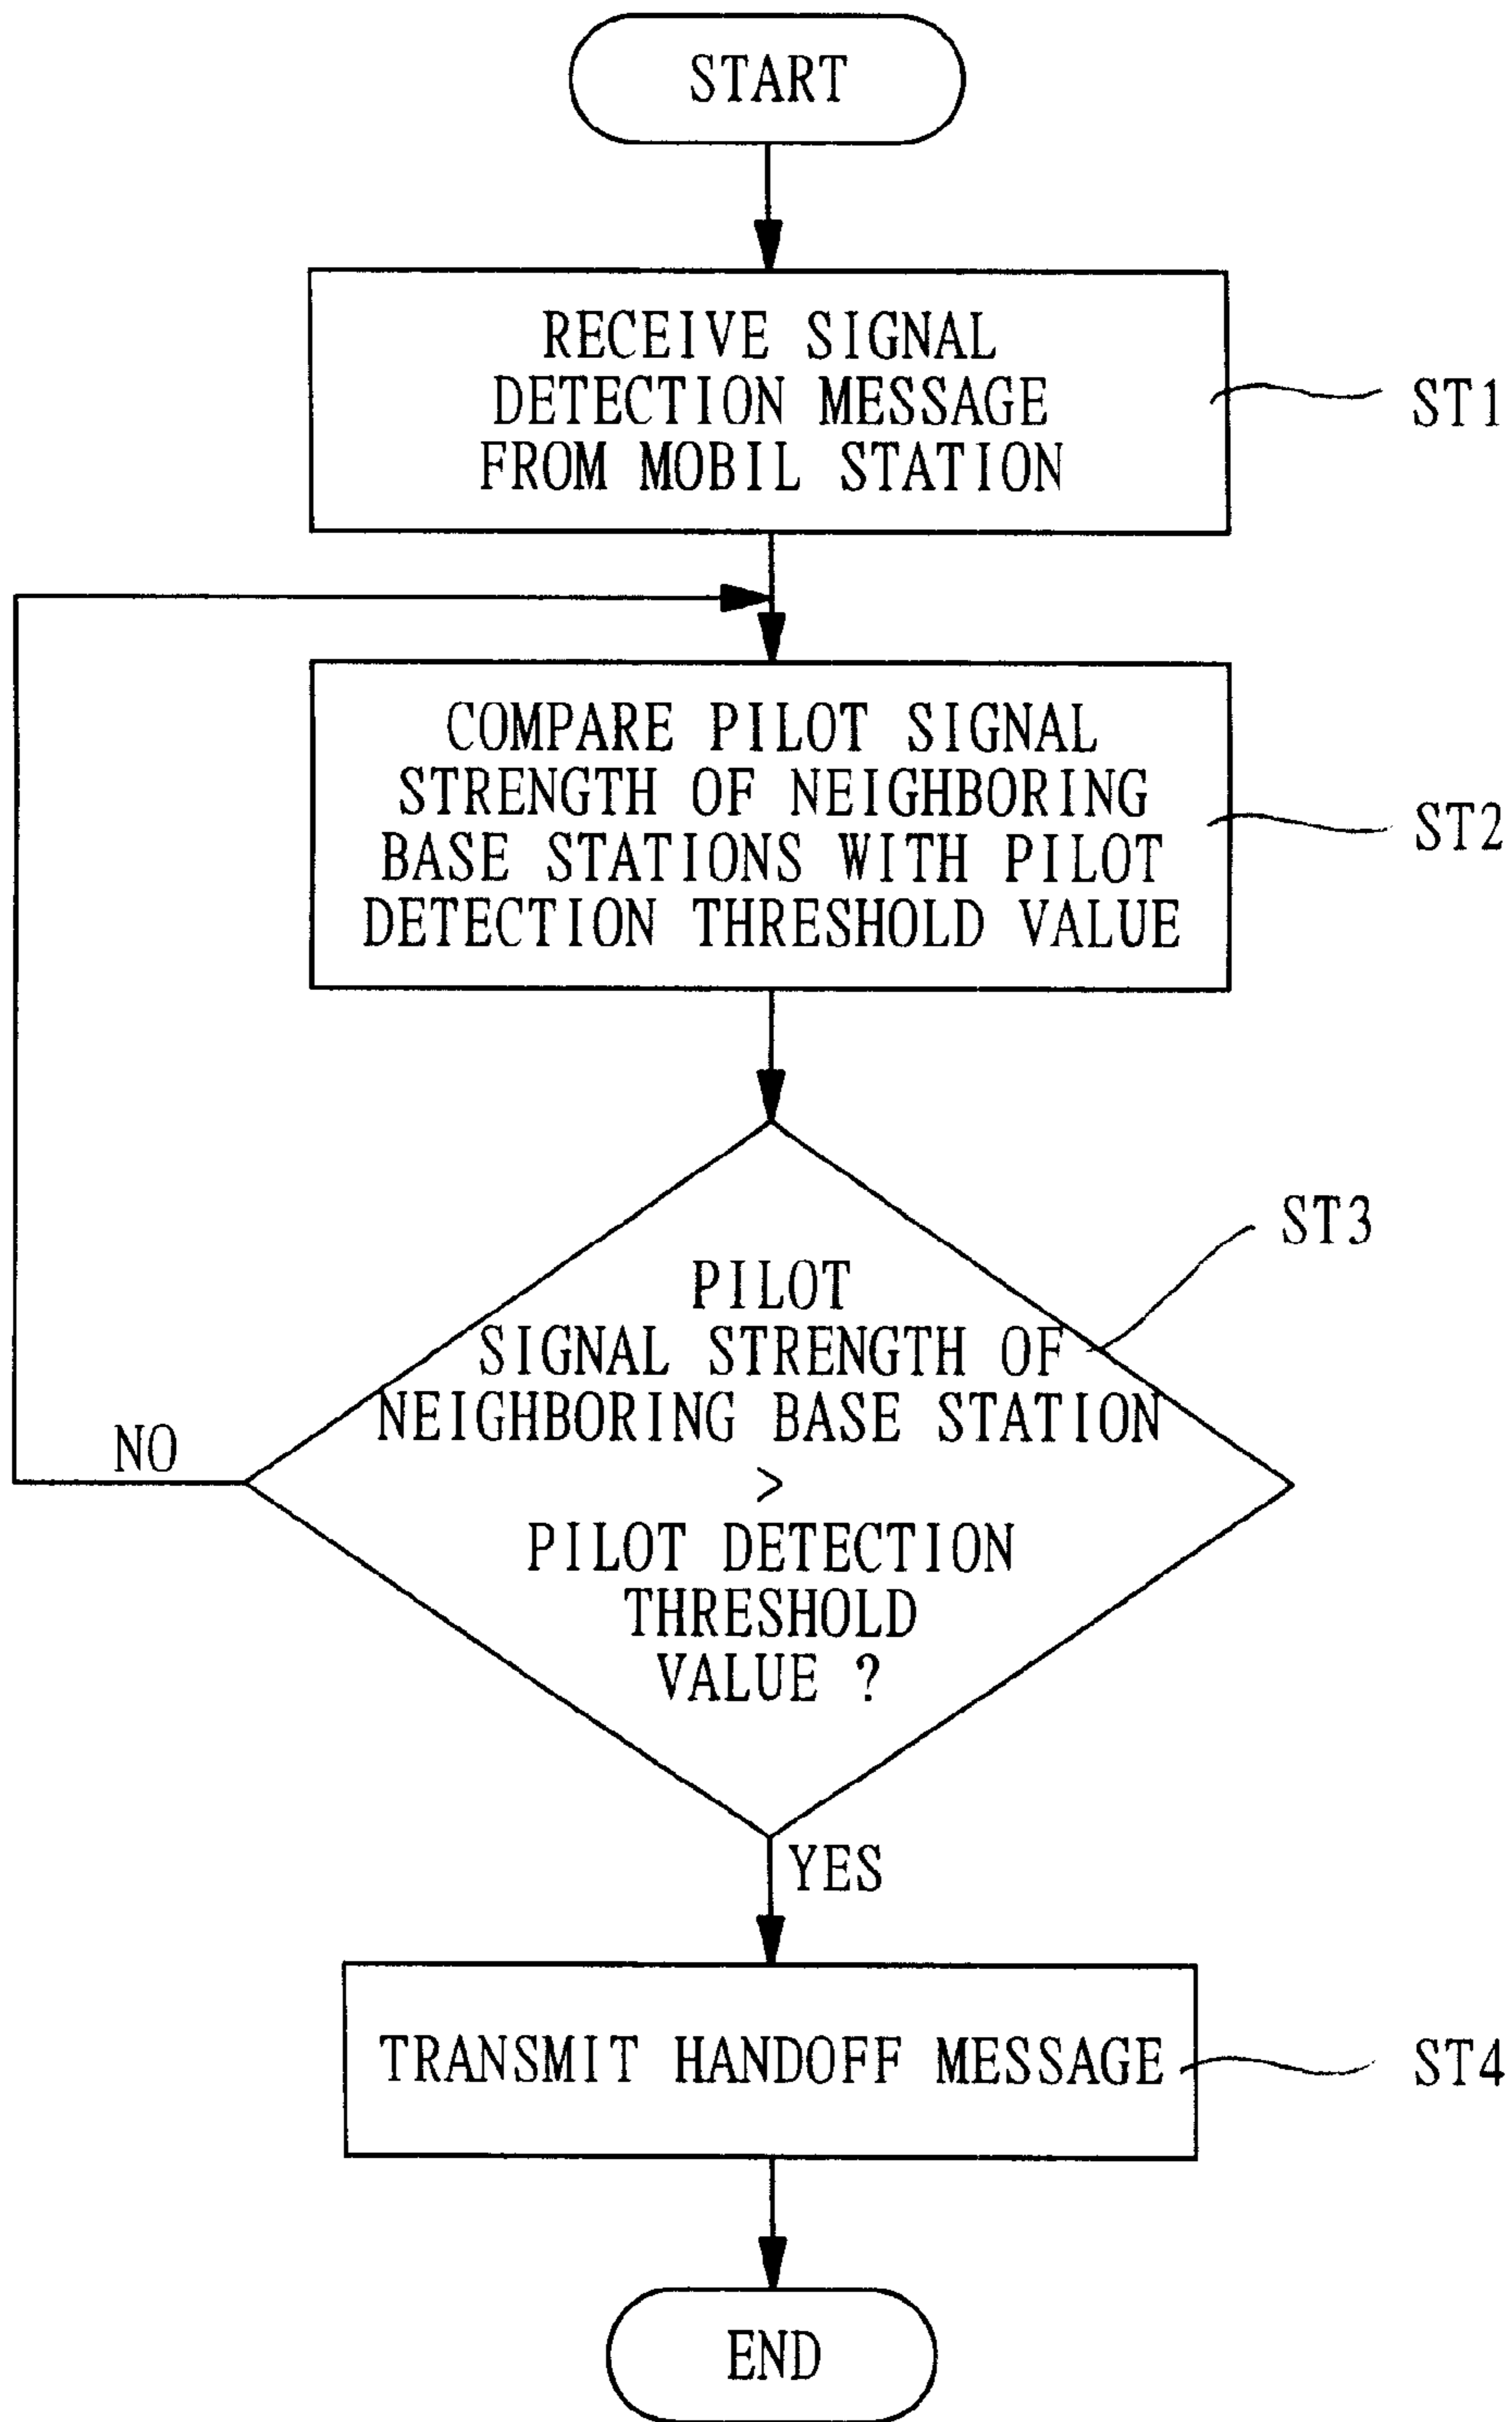 START
RECEIVE SIGNAL
DETECTION MESSAGE
FROM MOBIL STATION
ST1
COMPARE PILOT SIGNAL
STRENGTH OF NEIGHBORING
BASE STATIONS WITH PILOT
DETECTION THRESHOLD VALUE
ST2
ST3
PILOT
SIGNAL STRENGTH OF
NEIGHBORING BASE STATION
>
PILOT DETECTION
THRESHOLD
VALUE ?
NO
YES
TRANSMIT HANDOFF MESSAGE
ST4
END